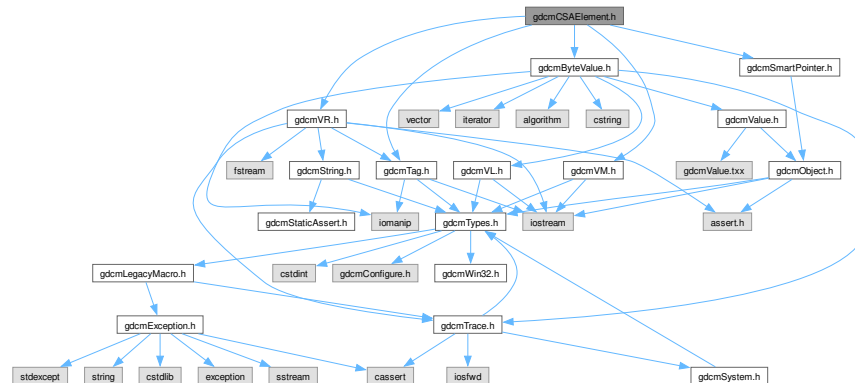 gdcmCSAElement.h
gdcmByteValue.h
gdcmSmartPointer.h
gdcmVR.h
vector
iterator
algorithm
cstring
gdcmValue.h
fstream
gdcmString.h
gdcmTag.h
gdcmVL.h
gdcmVM.h
gdcmValue.txx
gdcmObject.h
gdcmStaticAssert.h
iomanip
gdcmTypes.h
iostream
assert.h
gdcmLegacyMacro.h
cstdint
gdcmConfigure.h
gdcmWin32.h
gdcmException.h
gdcmTrace.h
stdexcept
string
cstdlib
exception
sstream
cassert
iosfwd
gdcmSystem.h